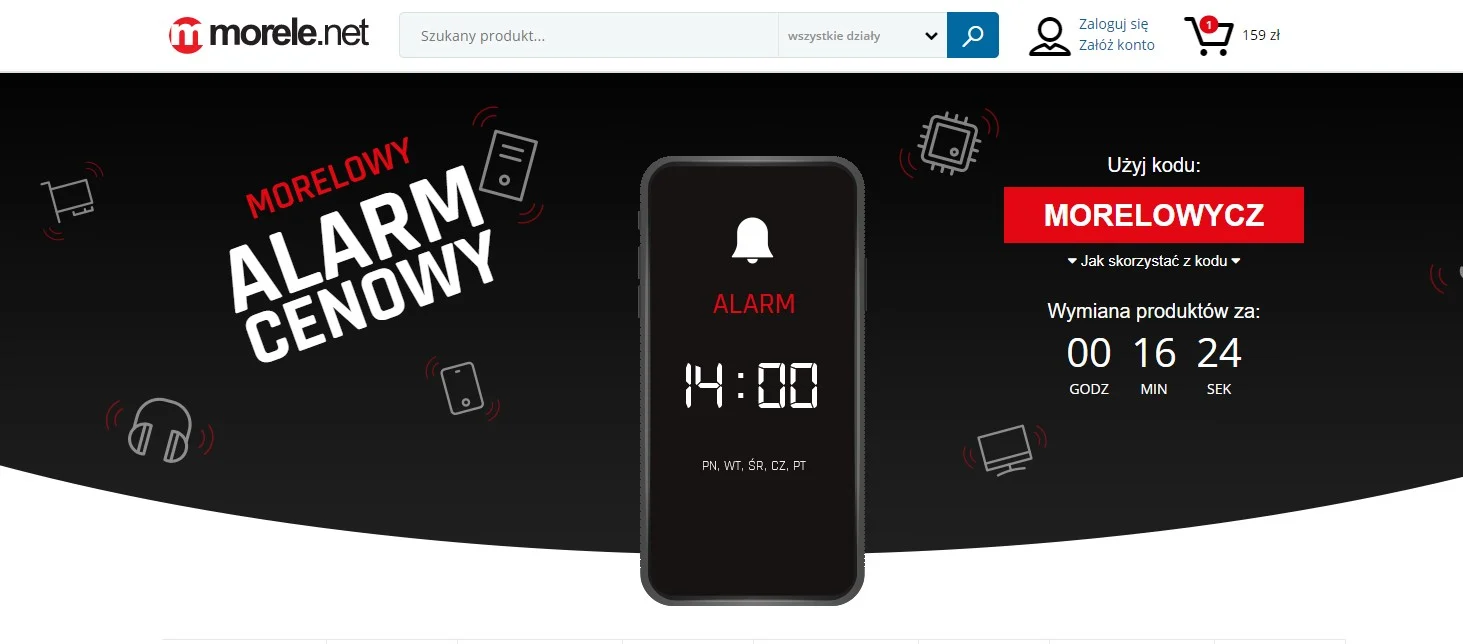 morele.net
Szukany produkt...
wszystkie działy
Zaloguj się
Załóż konto
1
159 zł
MORELOWY
ALARM
CENOWY
ALARM
14:00
PN, WT, ŚR, CZ, PT
Użyj kodu:
MORELOWYCZ
Jak skorzystać z kodu
Wymiana produktów za:
00 16 24
GODZ MIN SEK